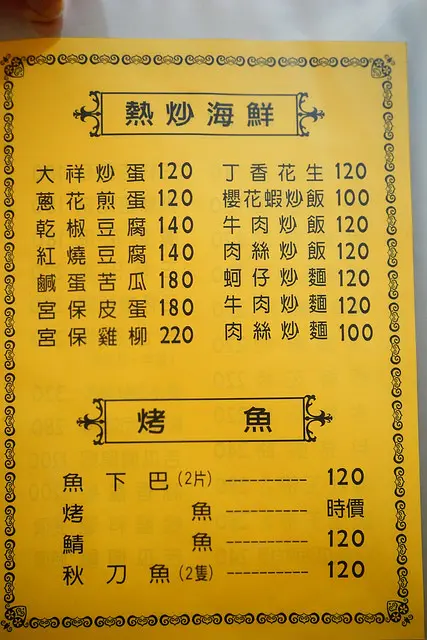 熱炒海鮮
大祥炒蛋 120
蔥花煎蛋 120
乾椒豆腐 140
紅燒豆腐 140
鹹蛋苦瓜 180
宮保皮蛋 180
宮保雞柳 220
丁香花生 120
櫻花蝦炒飯 100
牛肉炒飯 120
肉絲炒飯 120
蚵仔炒麵 120
牛肉炒麵 120
肉絲炒麵 100
烤魚
魚下巴(2片) ---------- 120
烤魚 ---------- 時價
鯖魚 ---------- 120
秋刀魚(2隻) ---------- 120